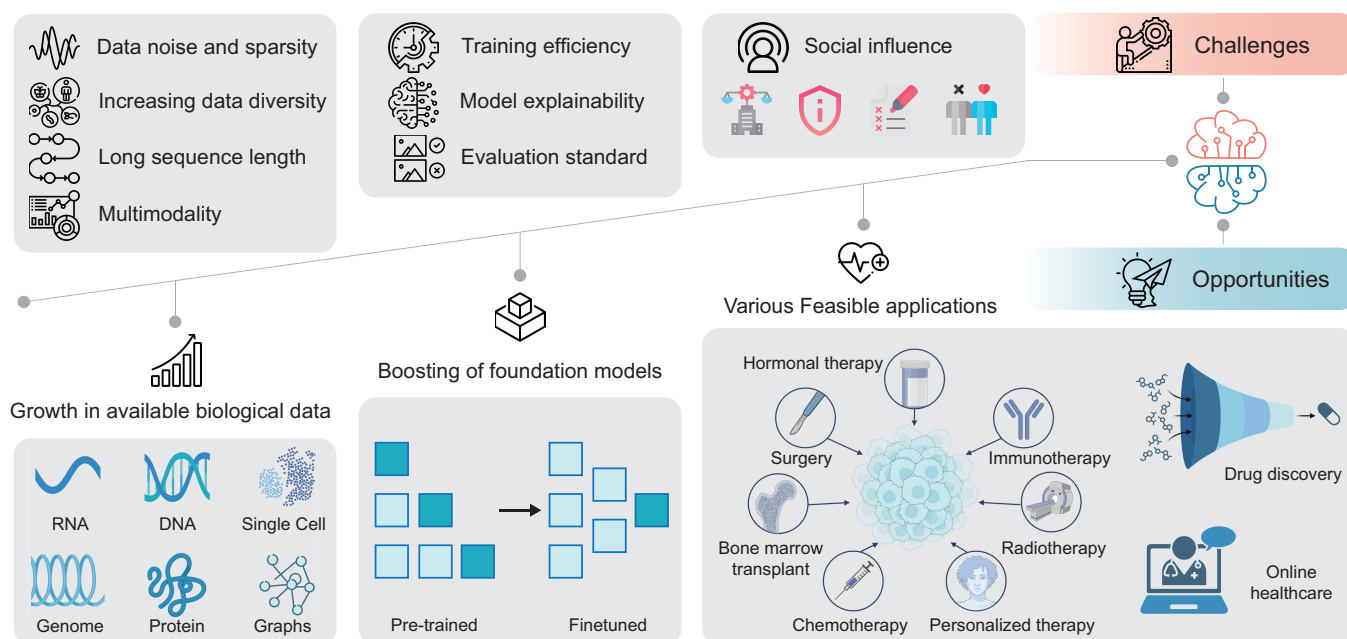 Data noise and sparsity
Increasing data diversity
Long sequence length
Multimodality
Training efficiency
Model explainability
Evaluation standard
Social influence
Challenges
Opportunities
Growth in available biological data
RNA
DNA
Single Cell
Genome
Protein
Graphs
Boosting of foundation models
Pre-trained
Finetuned
Various Feasible applications
Hormonal therapy
Surgery
Immunotherapy
Bone marrow
transplant
Radiotherapy
Chemotherapy
Personalized therapy
Drug discovery
Online
healthcare